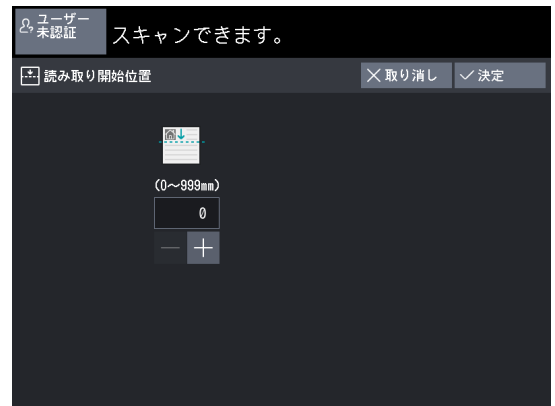 ユーザー
未認証
スキャンできます。
読み取り開始位置
取り消し
決定
(0～999mm)
0